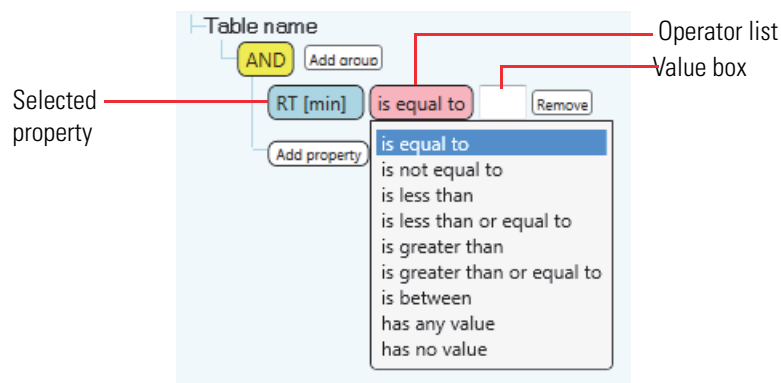 Table name
Operator list
AND
Add group
Value box
Selected
property
RT [min]
is equal to
Remove
Add property
is equal to
is not equal to
is less than
is less than or equal to
is greater than
is greater than or equal to
is between
has any value
has no value